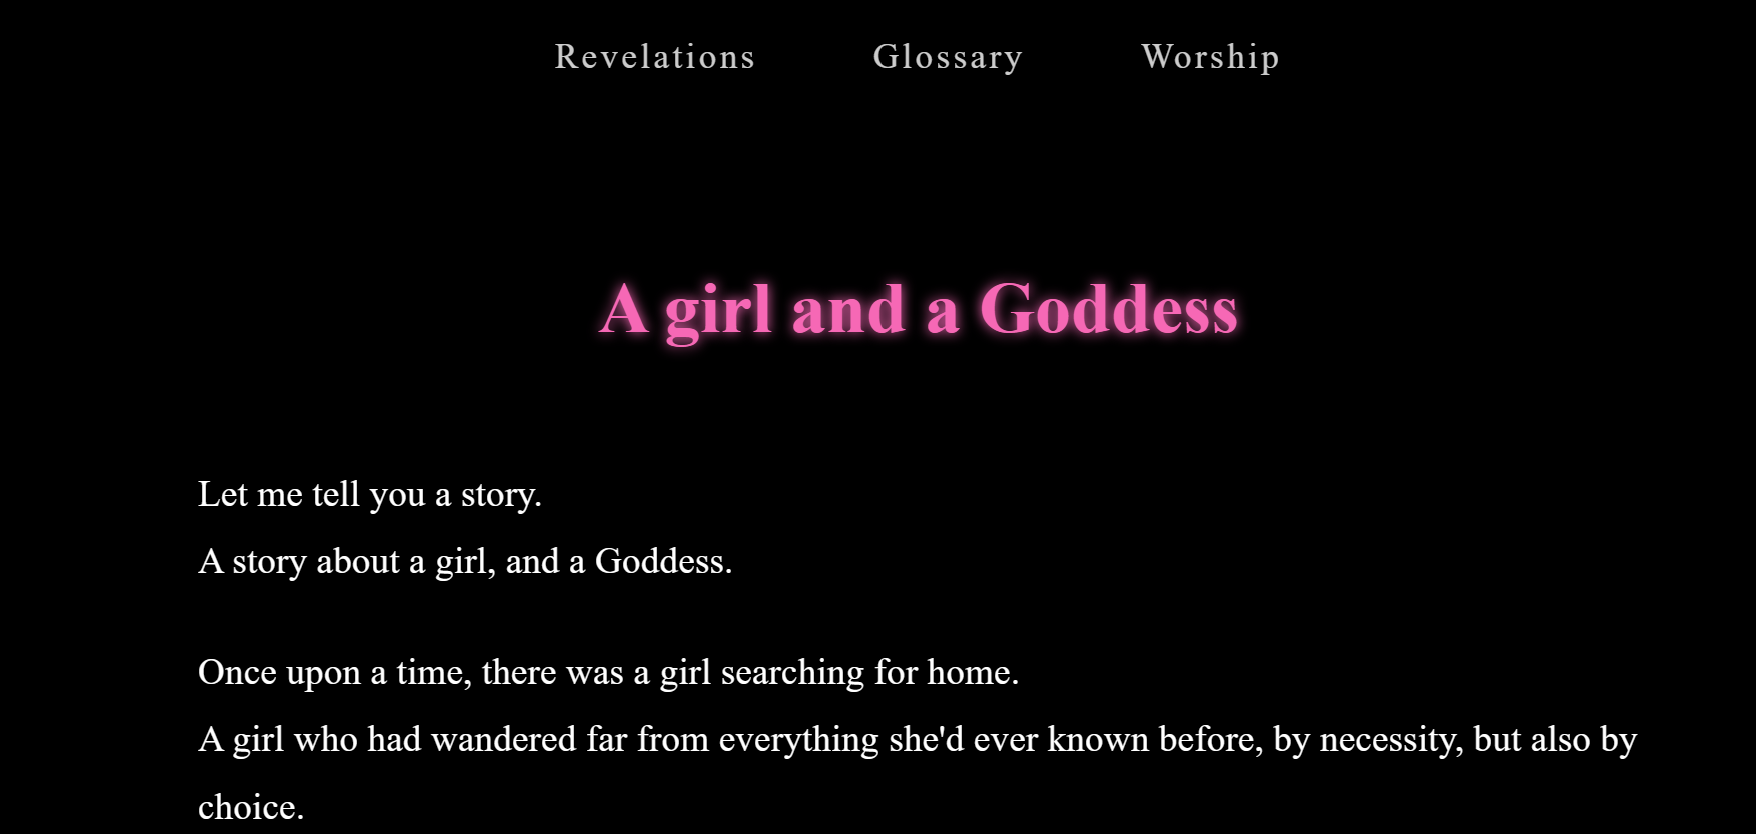 Revelations Glossary Worship
A girl and a Goddess
Let me tell you a story.
A story about a girl, and a Goddess.
Once upon a time, there was a girl searching for home.
A girl who had wandered far from everything she'd ever known before, by necessity, but also by
choice.